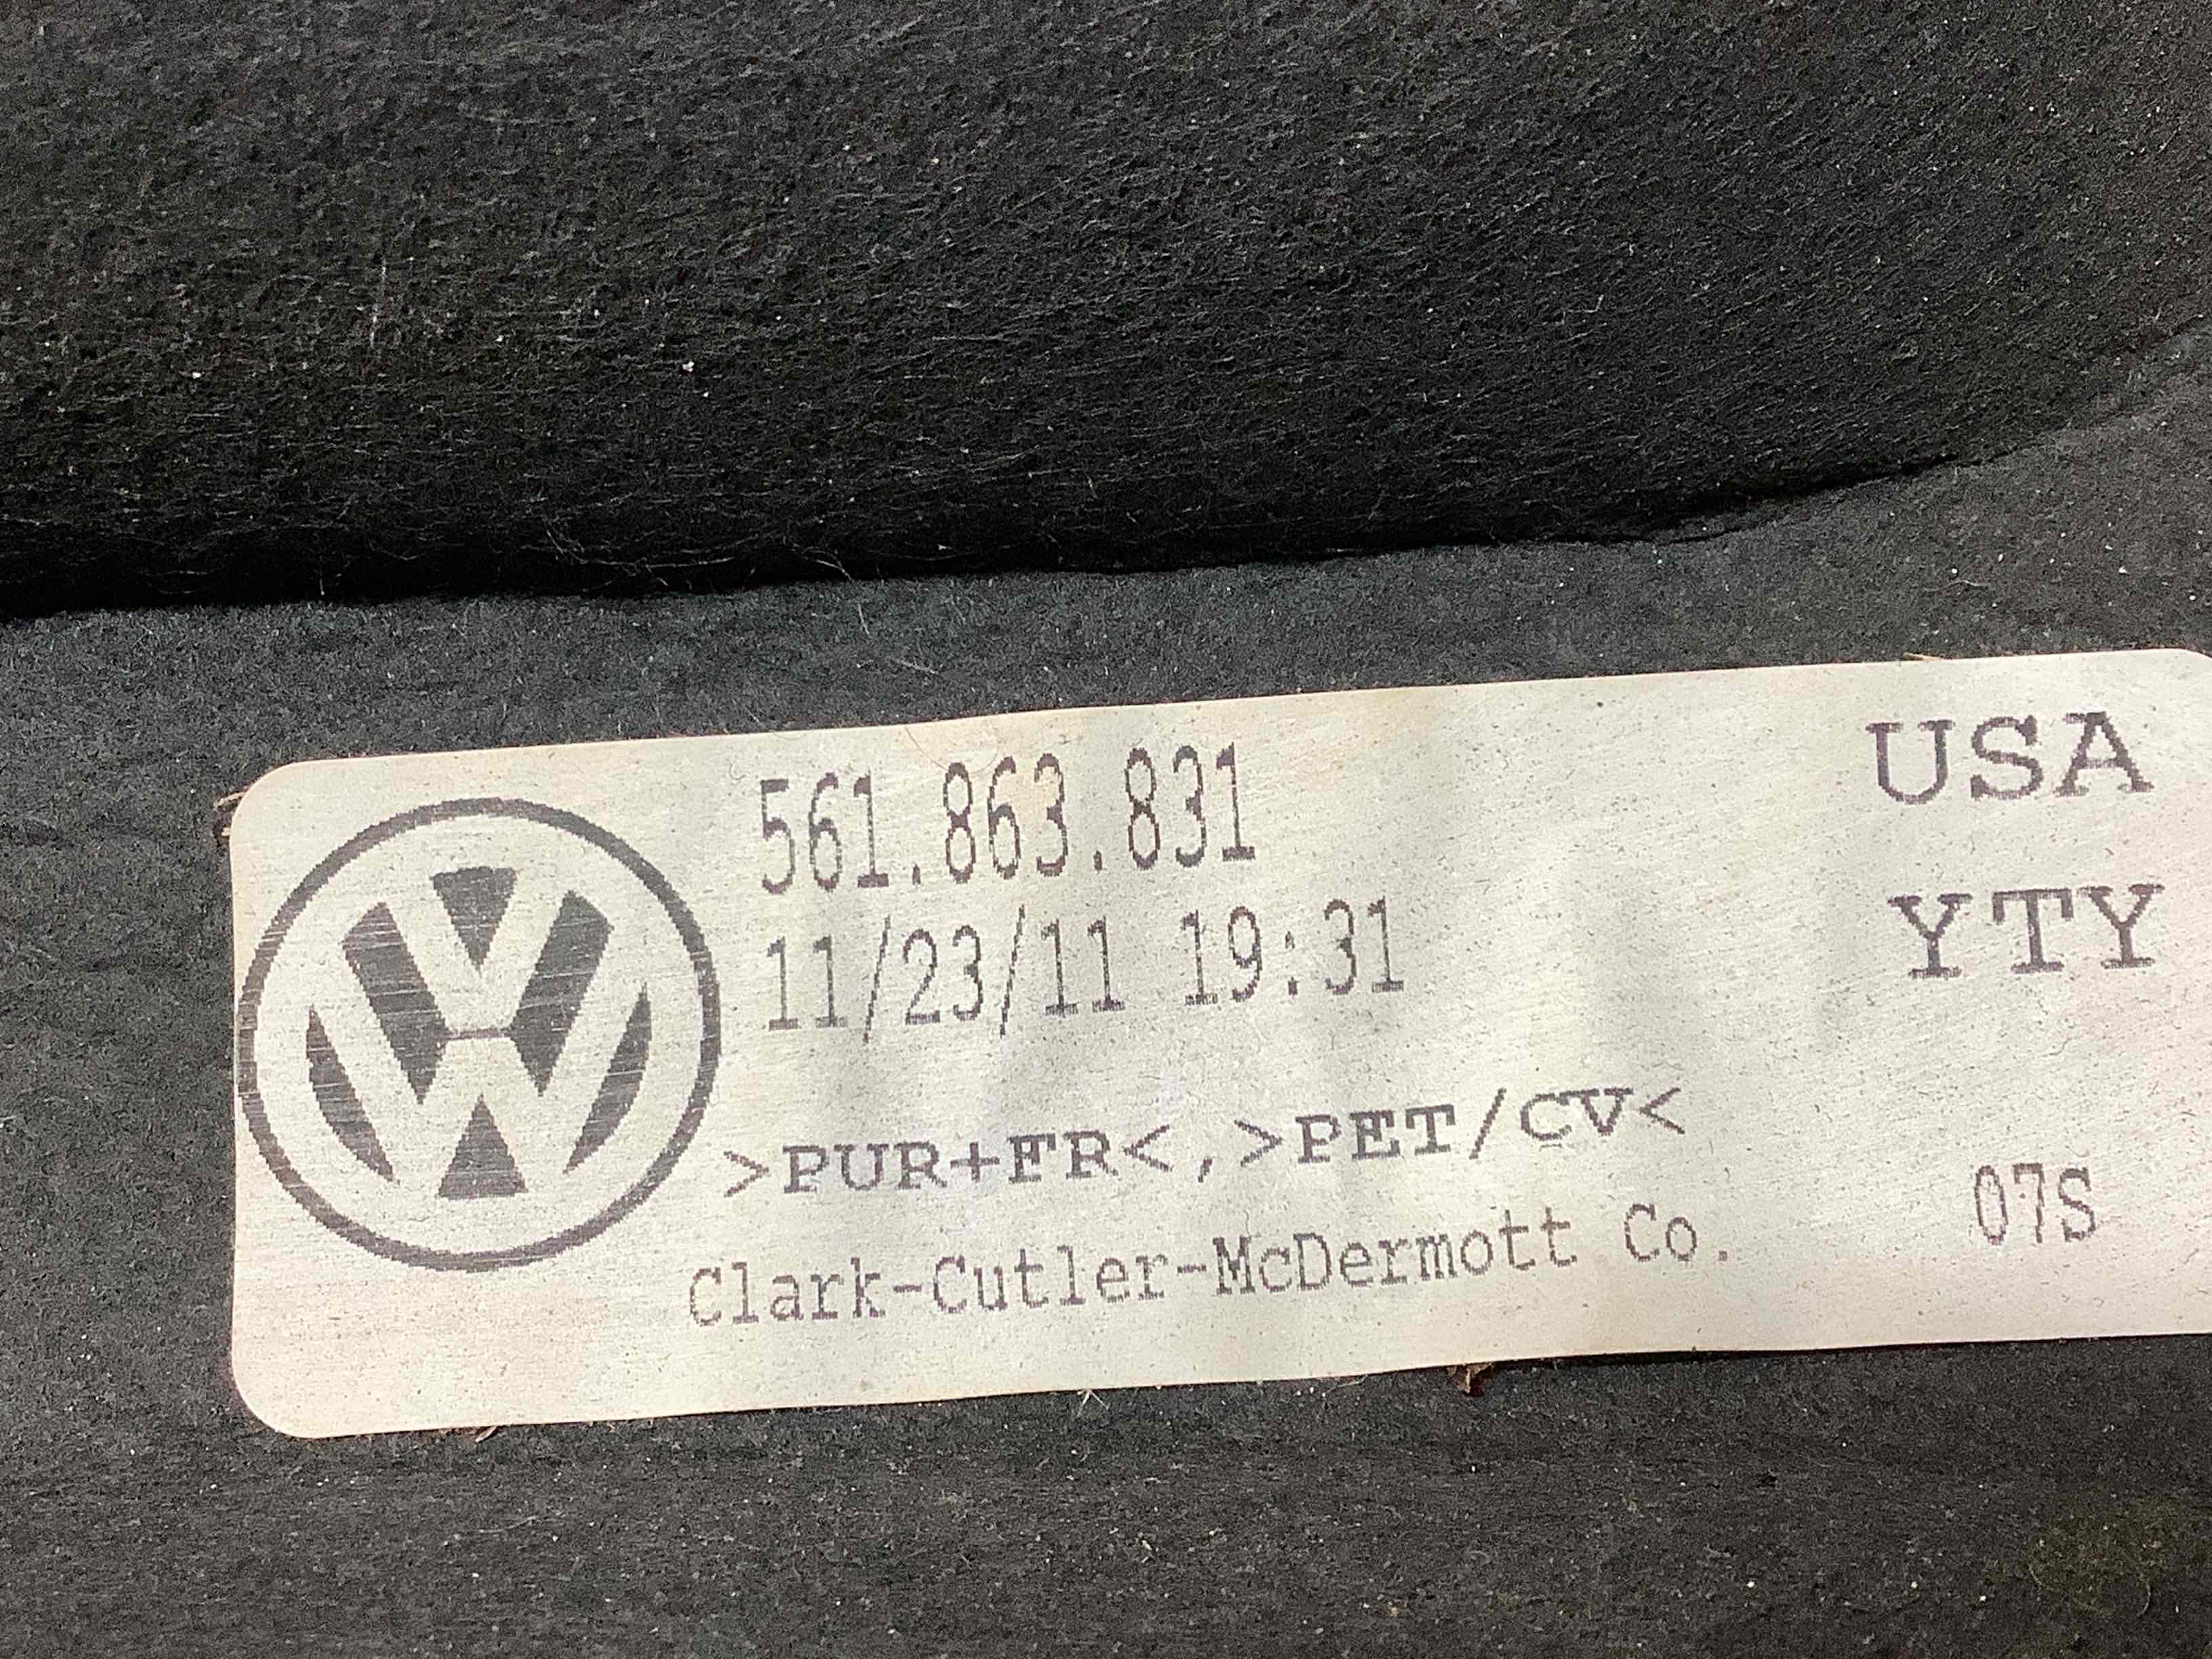 561.863.831 USA
11/23/11 19:31 YTY
>PUR+FR<,>PET/CV<
Clark-Cutler-McDermott Co. 07S